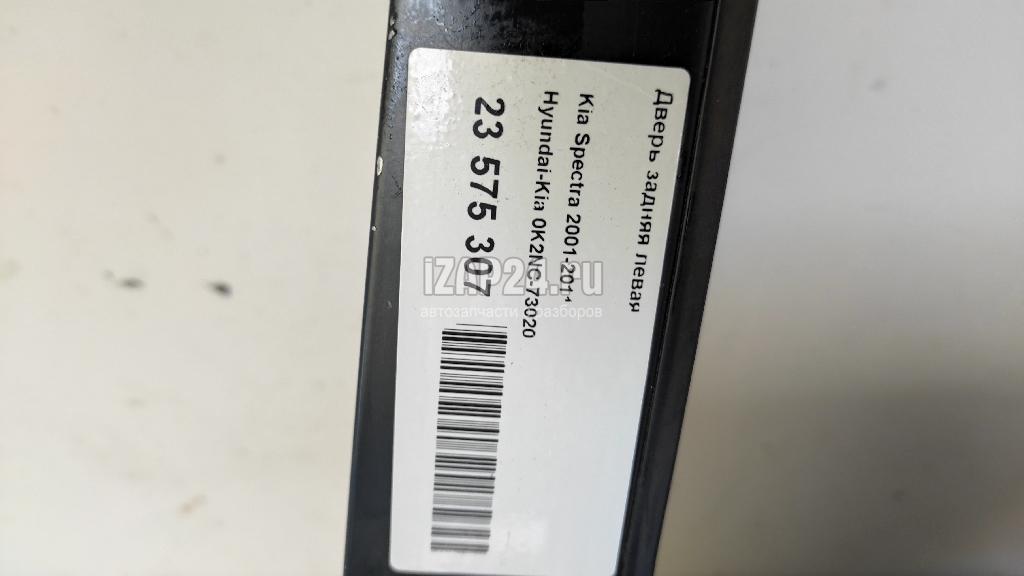 Дверь задняя левая
Kia Spectra 2001-2011
Hyundai-Kia 0K2NC-73020
23 575 307
iZAP24.ru
автозапчасти с разборов